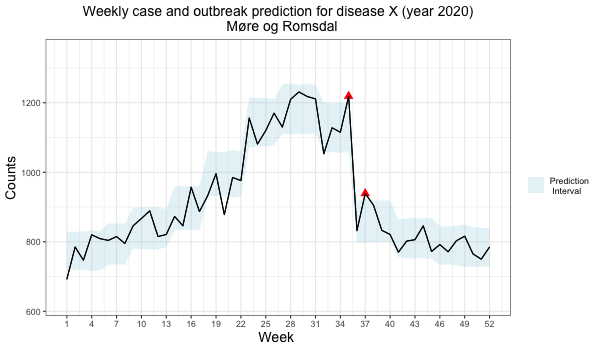 Weekly case and outbreak prediction for disease X (year 2020)
Møre og Romsdal
Counts
1200
1000
800
600
1 4 7 10 13 16 19 22 25 28 31 34 37 40 43 46 49 52
Week
Prediction
Interval